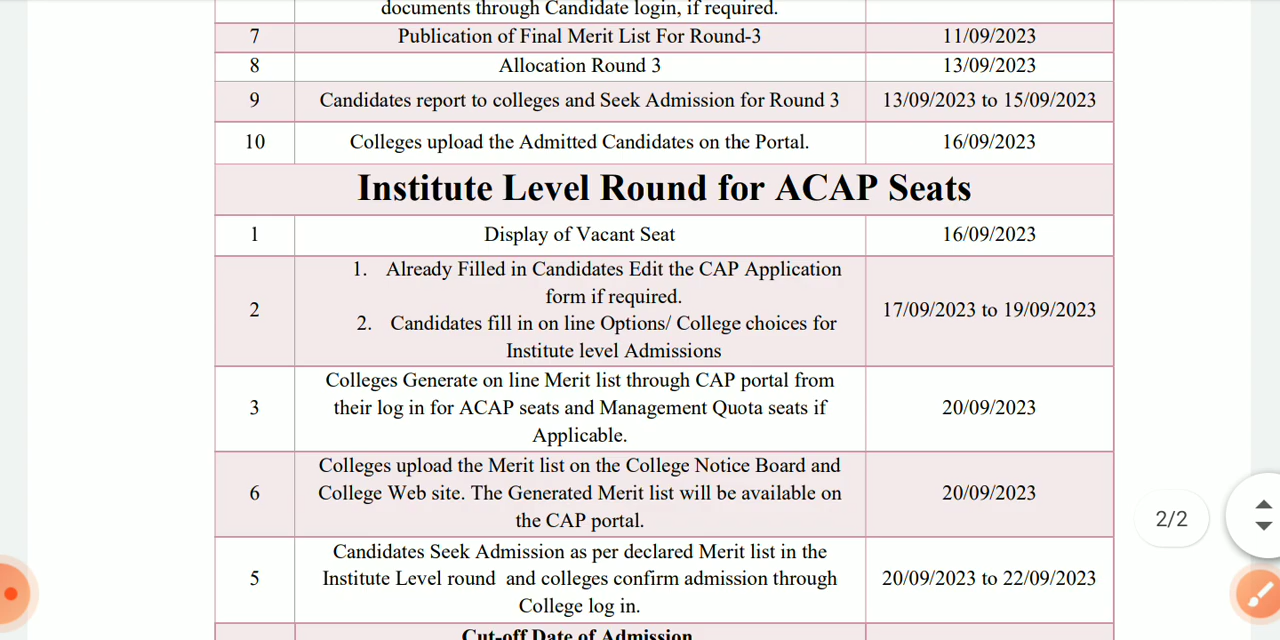 documents through Candidate login, if required.
7 Publication of Final Merit List For Round-3 11/09/2023
8 Allocation Round 3 13/09/2023
9 Candidates report to colleges and Seek Admission for Round 3 13/09/2023 to 15/09/2023
10 Colleges upload the Admitted Candidates on the Portal. 16/09/2023
Institute Level Round for ACAP Seats
1 Display of Vacant Seat 16/09/2023
1. Already Filled in Candidates Edit the CAP Application
form if required.
2 17/09/2023 to 19/09/2023
2. Candidates fill in on line Options/ College choices for
Institute level Admissions
Colleges Generate on line Merit list through CAP portal from
3 their log in for ACAP seats and Management Quota seats if 20/09/2023
Applicable.
Colleges upload the Merit list on the College Notice Board and
6 College Web site. The Generated Merit list will be available on 20/09/2023
the CAP portal.
2/2
Candidates Seek Admission as per declared Merit list in the
5 Institute Level round and colleges confirm admission through 20/09/2023 to 22/09/2023
College log in.
Cut-off Date of Admission